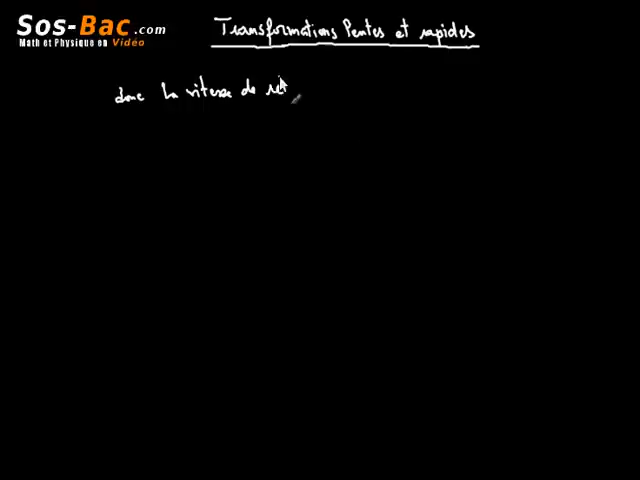 Sos-Bac.com
Math et Physique en Vidéo
Transformations lentes et rapides
donc la vitesse de